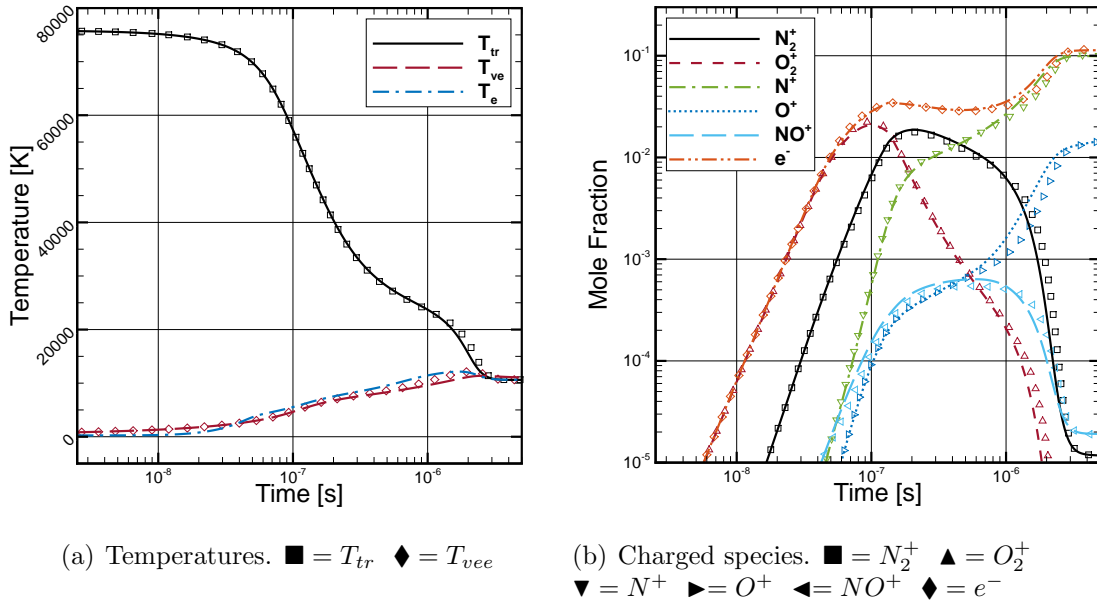 80000
60000
40000
20000
0
Temperature [K]
T_tr
T_ve
T_e
10^-8
10^-7
10^-6
Time [s]
10^-1
10^-2
10^-3
10^-4
10^-5
Mole Fraction
N_2^+
O_2^+
N^+
O^+
NO^+
e^-
10^-8
10^-7
10^-6
Time [s]
(a) Temperatures. ■ = T_tr ◆ = T_vee
(b) Charged species. ■ = N_2^+ ▲ = O_2^+
▼ = N^+ ►= O^+ ◄= NO^+ ◆ = e^-